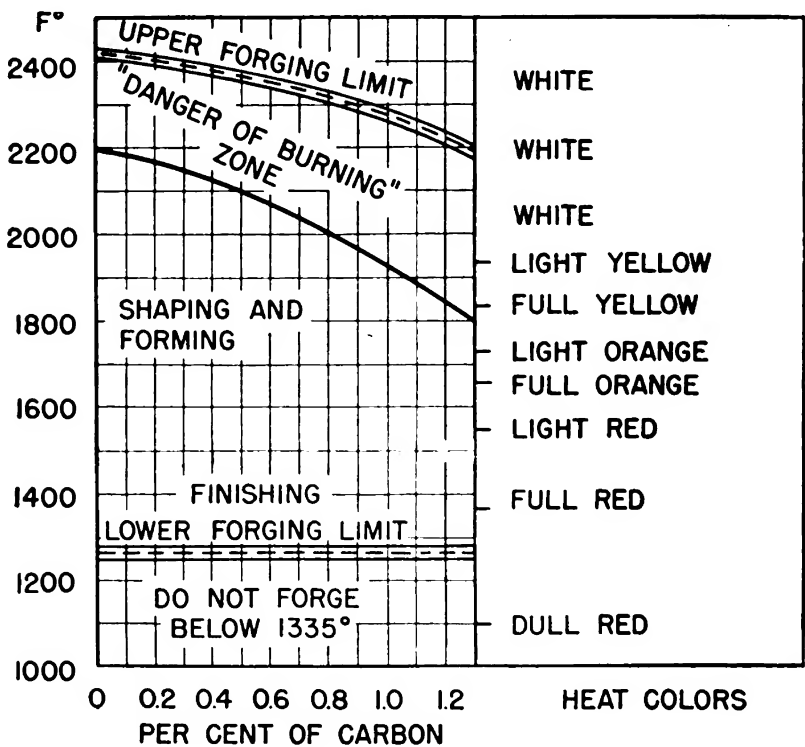 F°
UPPER FORGING LIMIT
2400
WHITE
"DANGER OF BURNING"
ZONE
2200
WHITE
2000
WHITE
LIGHT YELLOW
SHAPING AND
FORMING
1800
FULL YELLOW
LIGHT ORANGE
FULL ORANGE
1600
LIGHT RED
1400
FINISHING
FULL RED
LOWER FORGING LIMIT
1200
DO NOT FORGE
BELOW 1335°
DULL RED
1000
0 0.2 0.4 0.6 0.8 1.0 1.2
PER CENT OF CARBON
HEAT COLORS